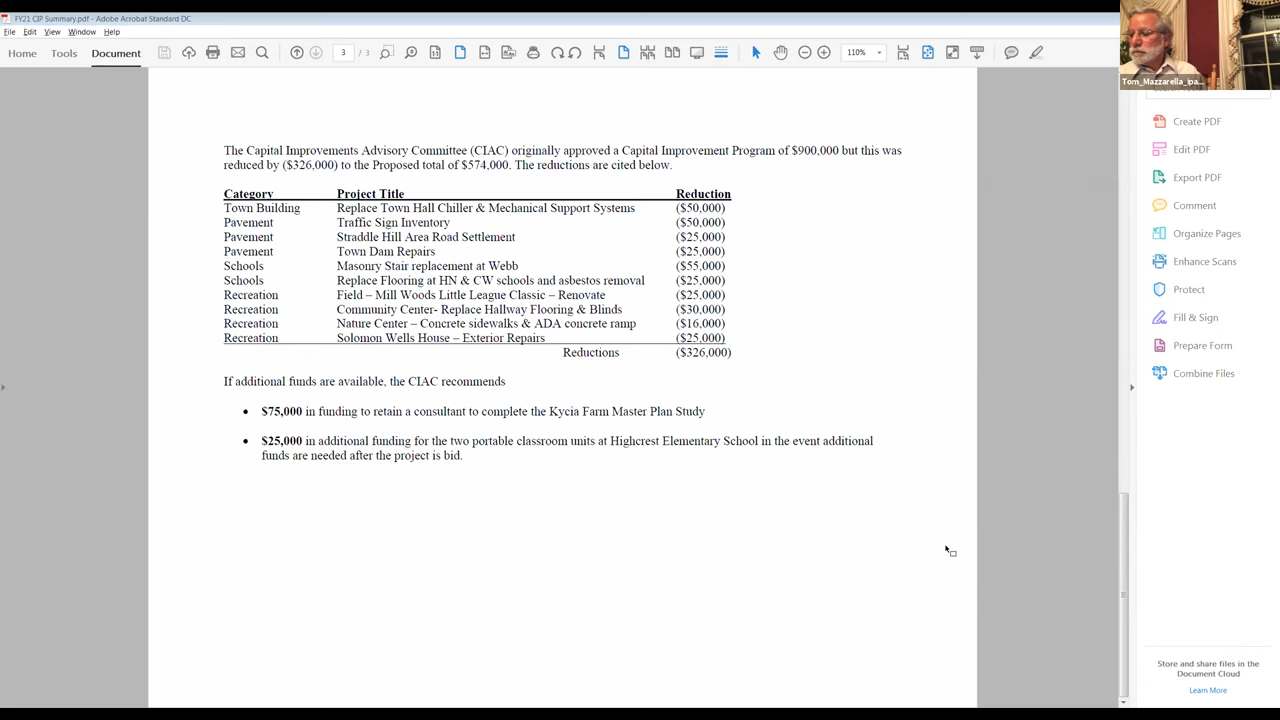 FY21 CIP Summary.pdf - Adobe Acrobat Standard DC
File Edit View Window Help
Home Tools Document 3 / 3 110%
Tom_Mazzarella_ipa...
The Capital Improvements Advisory Committee (CIAC) originally approved a Capital Improvement Program of $900,000 but this was
reduced by ($326,000) to the Proposed total of $574,000. The reductions are cited below.
Category Project Title Reduction
Town Building Replace Town Hall Chiller & Mechanical Support Systems ($50,000)
Pavement Traffic Sign Inventory ($50,000)
Pavement Straddle Hill Area Road Settlement ($25,000)
Pavement Town Dam Repairs ($25,000)
Schools Masonry Stair replacement at Webb ($55,000)
Schools Replace Flooring at HN & CW schools and asbestos removal ($25,000)
Recreation Field – Mill Woods Little League Classic – Renovate ($25,000)
Recreation Community Center- Replace Hallway Flooring & Blinds ($30,000)
Recreation Nature Center – Concrete sidewalks & ADA concrete ramp ($16,000)
Recreation Solomon Wells House – Exterior Repairs ($25,000)
Reductions ($326,000)
If additional funds are available, the CIAC recommends
• $75,000 in funding to retain a consultant to complete the Kycia Farm Master Plan Study
• $25,000 in additional funding for the two portable classroom units at Highcrest Elementary School in the event additional
funds are needed after the project is bid.
Create PDF
Edit PDF
Export PDF
Comment
Organize Pages
Enhance Scans
Protect
Fill & Sign
Prepare Form
Combine Files
Store and share files in the
Document Cloud
Learn More